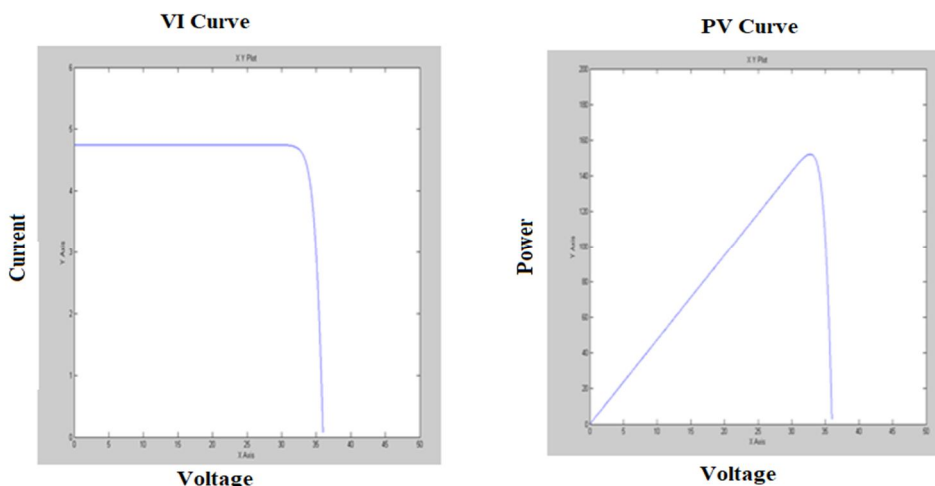 VI Curve
X Y Plot
6
5
4
3
2
1
0
Y Axis
Current
0 5 10 15 20 25 30 35 40 45 50
X Axis
Voltage
PV Curve
X Y Plot
200
180
160
140
120
100
80
60
40
20
0
Y Axis
Power
0 5 10 15 20 25 30 35 40 45 50
X Axis
Voltage